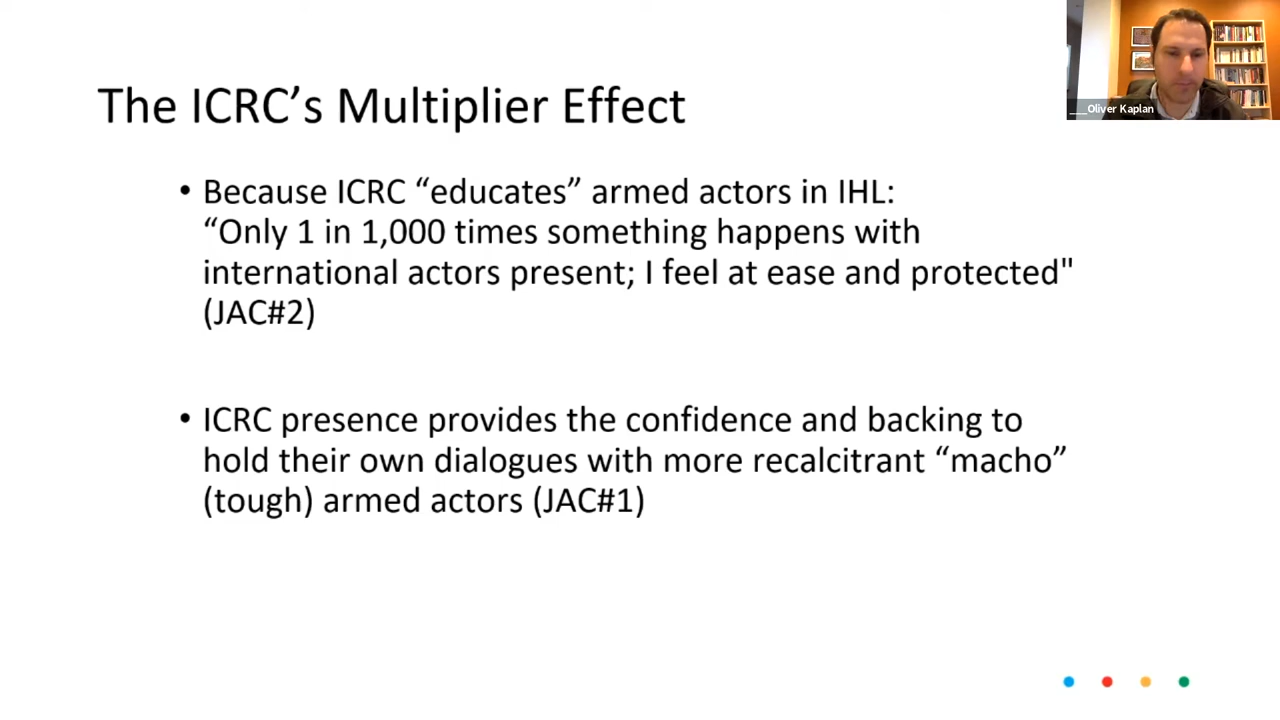 The ICRC’s Multiplier Effect
• Because ICRC “educates” armed actors in IHL:
“Only 1 in 1,000 times something happens with
international actors present; I feel at ease and protected"
(JAC#2)
• ICRC presence provides the confidence and backing to
hold their own dialogues with more recalcitrant “macho”
(tough) armed actors (JAC#1)
___Oliver Kaplan